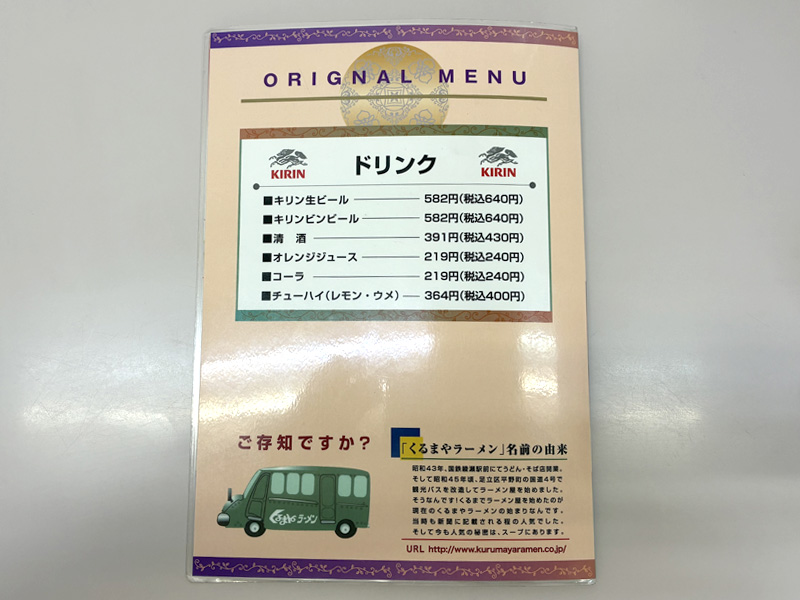 ORIGNAL MENU
KIRIN
ドリンク
KIRIN
■キリン生ビール 582円(税込640円)
■キリンビンビール 582円(税込640円)
■清 酒 391円(税込430円)
■オレンジジュース 219円(税込240円)
■コーラ 219円(税込240円)
■チューハイ(レモン・ウメ) 364円(税込400円)
ご存知ですか?
「くるまやラーメン」名前の由来
昭和43年、国鉄綾瀬駅前にてうどん・そば店開業。
そして昭和45年頃、足立区平野町の国道4号で
観光バスを改造してラーメン屋を始めました。
そうなんです!くるまでラーメン屋を始めたのが
現在のくるまやラーメンの始まりなんです。
当時も新聞に記載される程の人気でした。
そして今も人気の秘密は、スープにあります。
くるまやラーメン
URL http://www.kurumayaramen.co.jp/